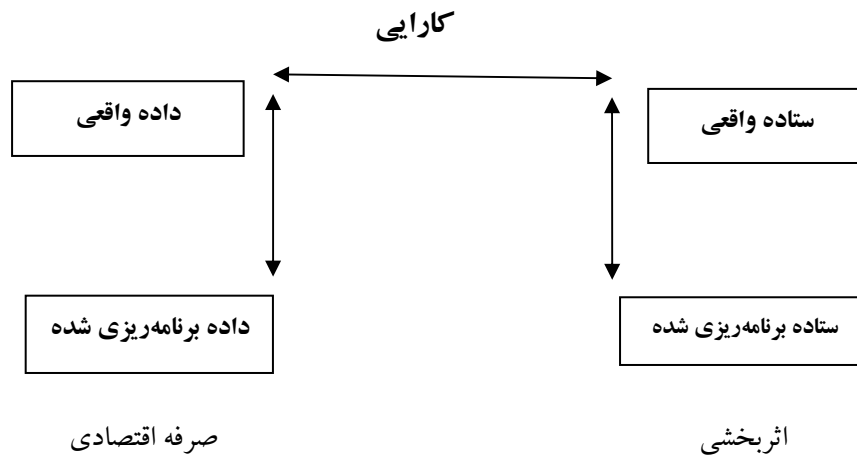 کارایی
ستاده واقعی
داده واقعی
ستاده برنامه‌ریزی شده
داده برنامه‌ریزی شده
اثربخشی
صرفه اقتصادی